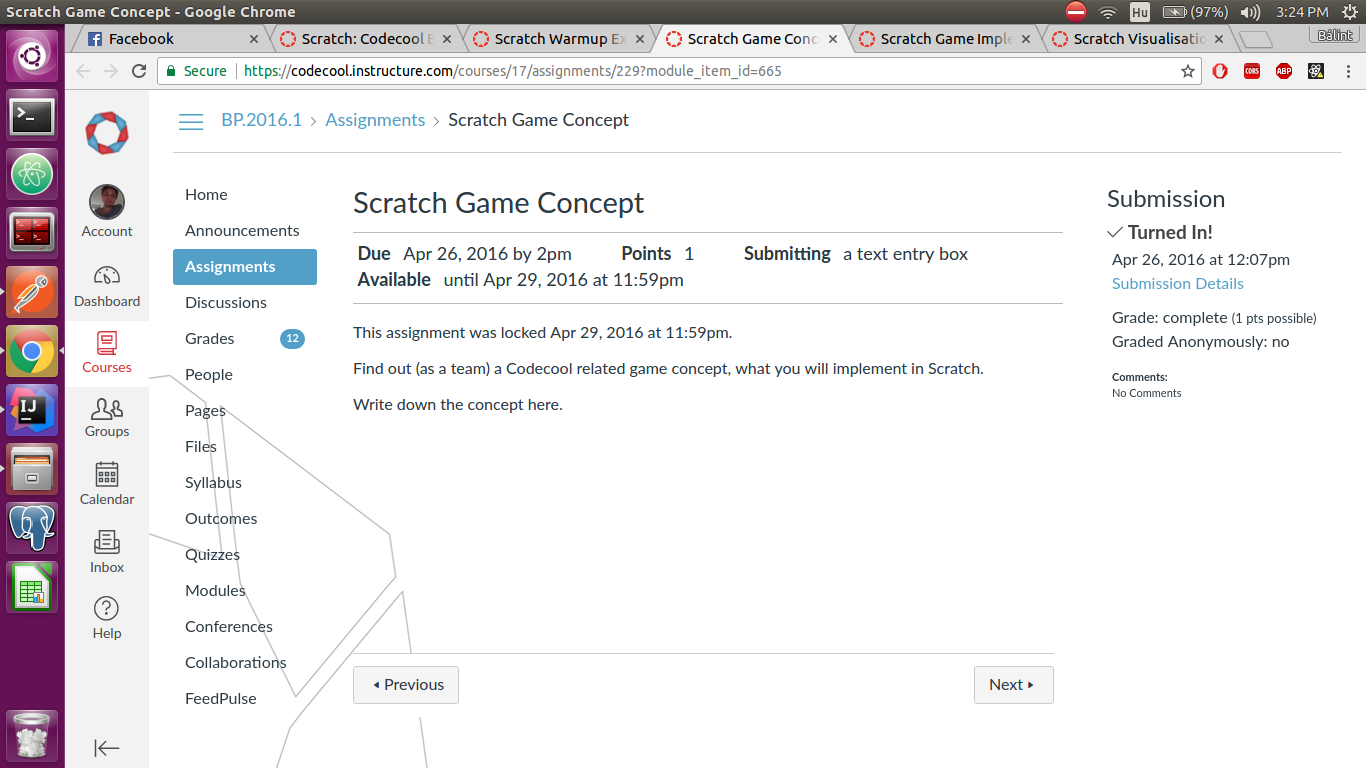 Scratch Game Concept - Google Chrome
Hu
(97%)
3:24 PM
Facebook
Scratch: Codecool
Scratch Warmup Ex
Scratch Game Conc
Scratch Game Imple
Scratch Visualisatio
Bálint
Secure
https://codecool.instructure.com/courses/17/assignments/229?module_item_id=665
CORS
ABP
BP.2016.1 > Assignments > Scratch Game Concept
Account
Dashboard
Courses
Groups
Calendar
Inbox
Help
Home
Announcements
Assignments
Discussions
Grades 12
People
Pages
Files
Syllabus
Outcomes
Quizzes
Modules
Conferences
Collaborations
FeedPulse
Scratch Game Concept
Due Apr 26, 2016 by 2pm Points 1 Submitting a text entry box
Available until Apr 29, 2016 at 11:59pm
This assignment was locked Apr 29, 2016 at 11:59pm.
Find out (as a team) a Codecool related game concept, what you will implement in Scratch.
Write down the concept here.
Previous
Next
Submission
Turned In!
Apr 26, 2016 at 12:07pm
Submission Details
Grade: complete (1 pts possible)
Graded Anonymously: no
Comments:
No Comments
IJ